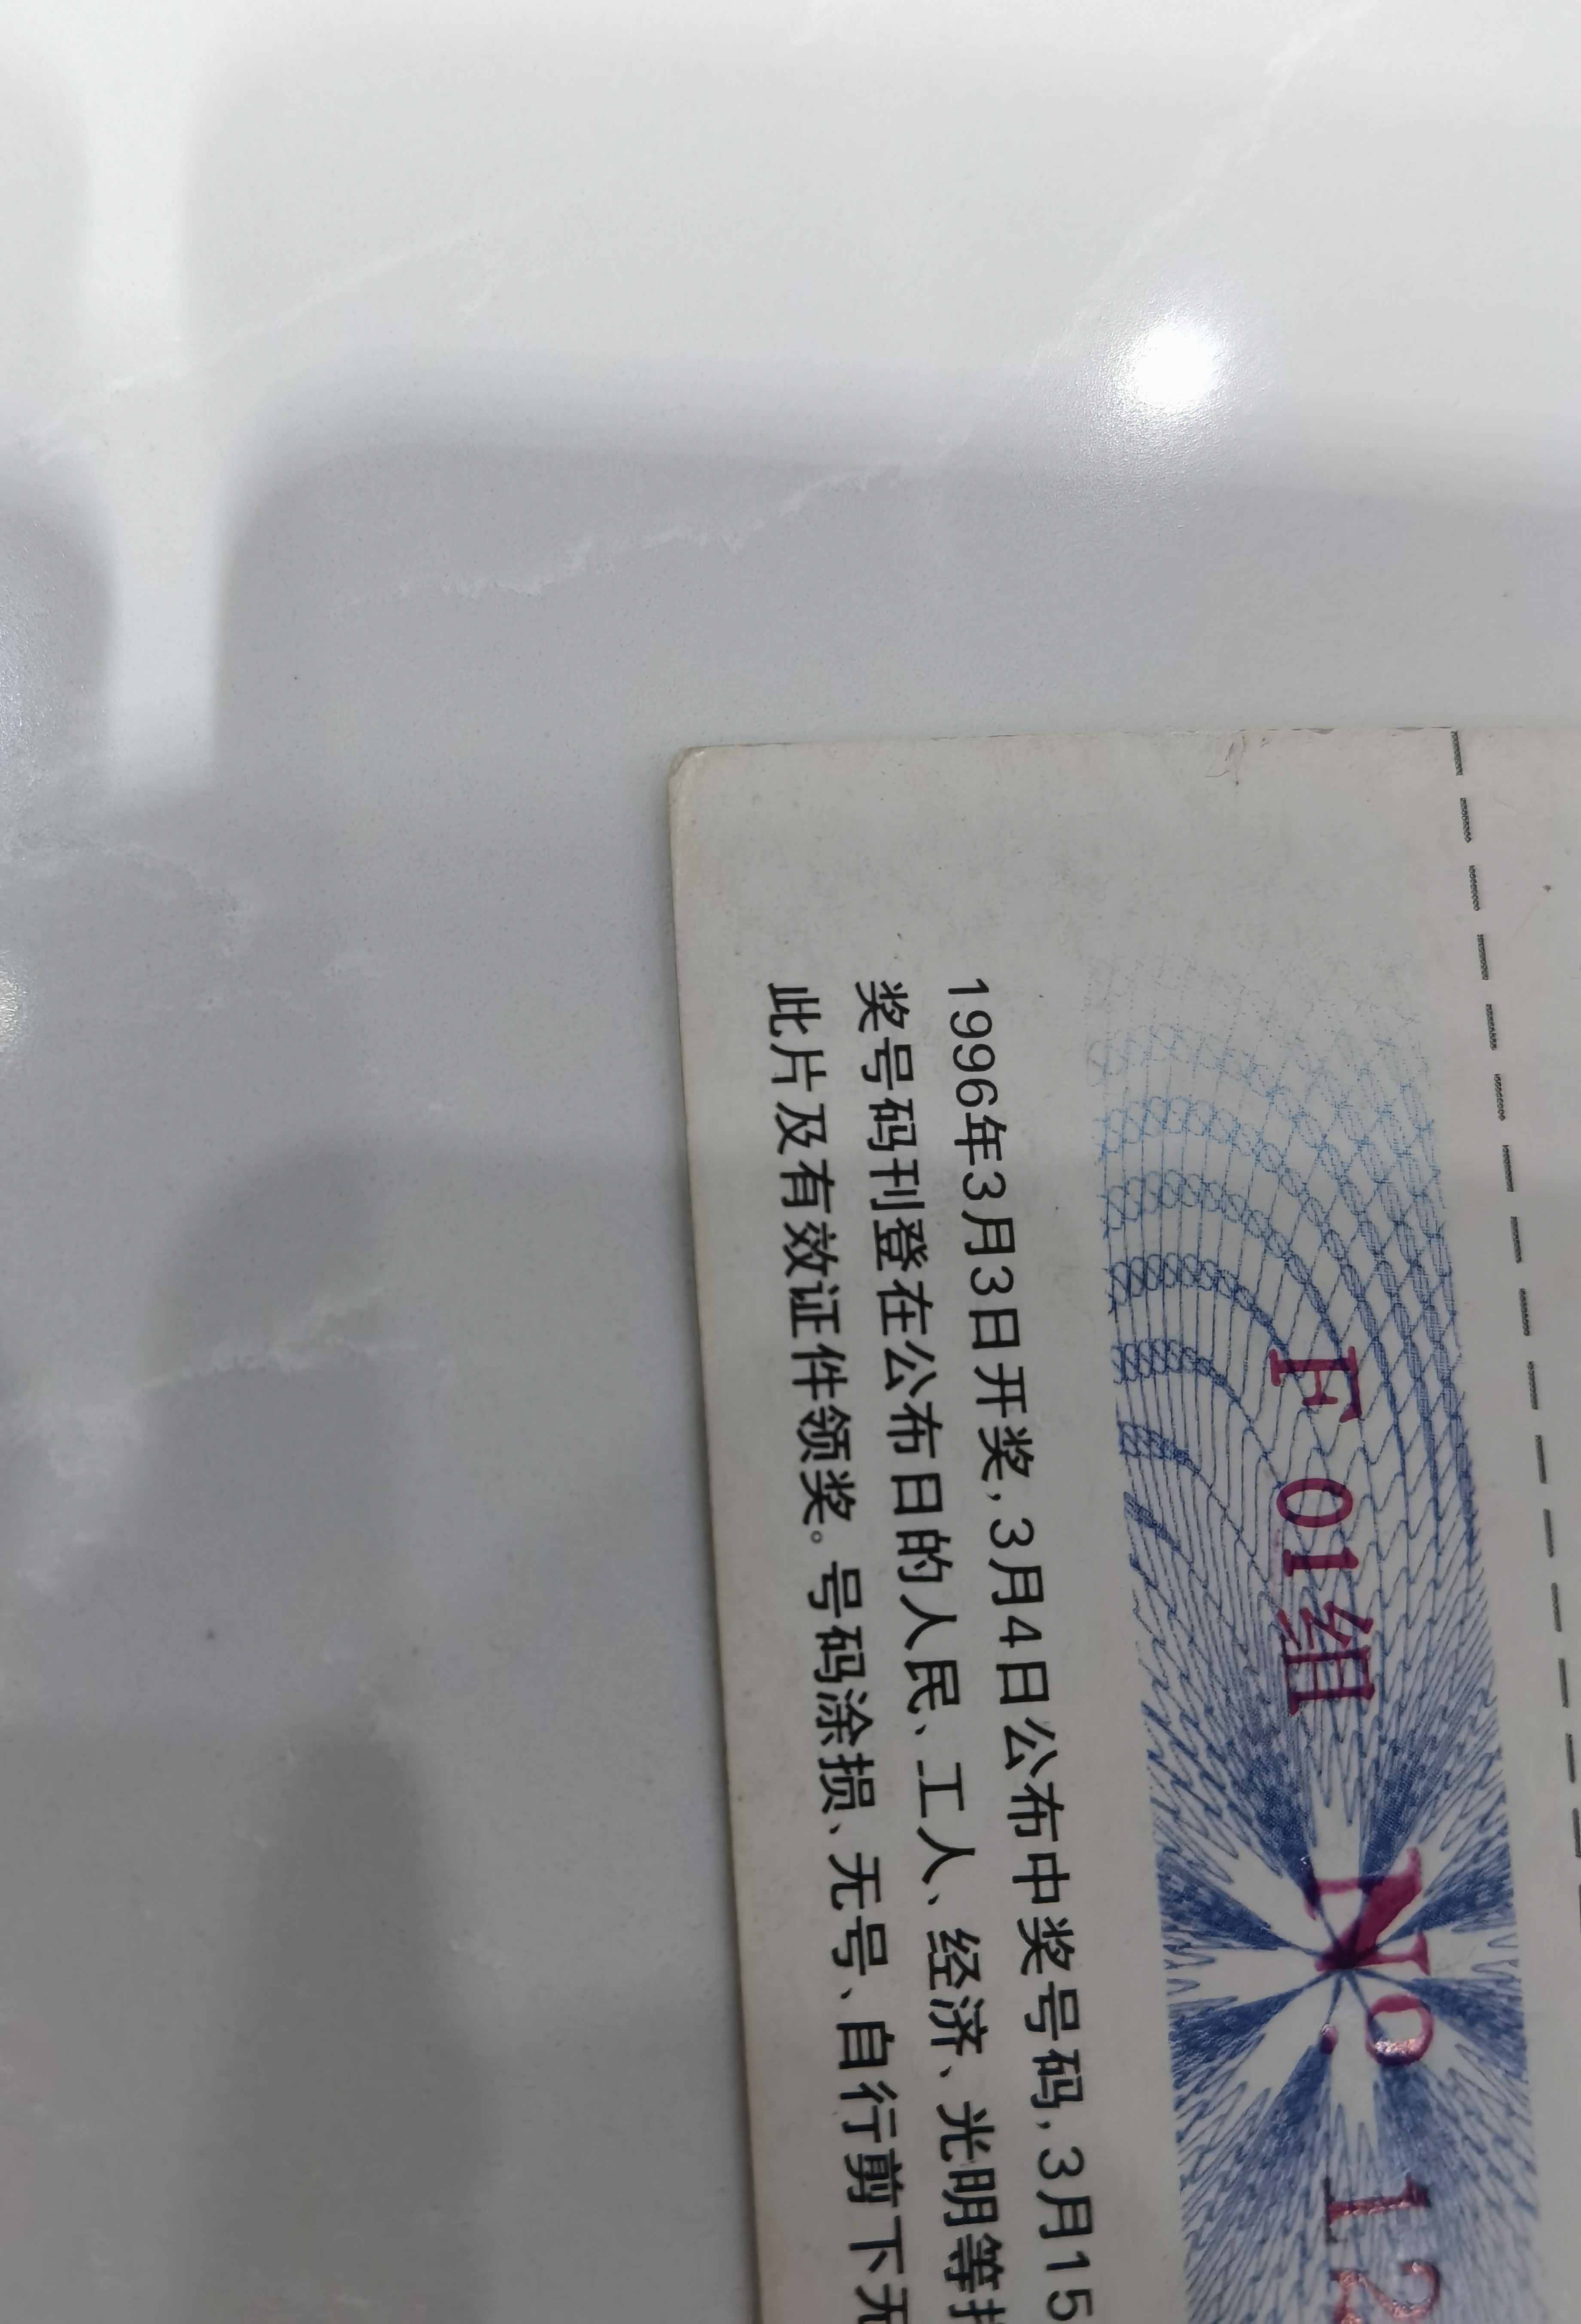 F 01组 No 12
1996年3月3日开奖,3月4日公布中奖号码,3月15
奖号码刊登在公布日的人民、工人、经济、光明等
此片及有效证件领奖。号码涂损、无号、自行剪下无